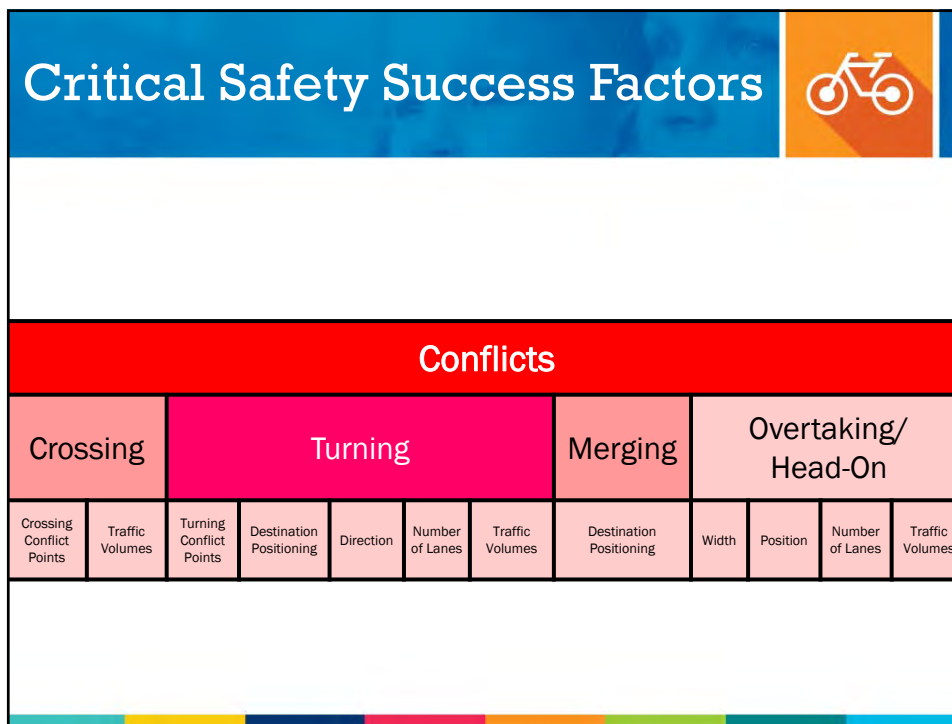 Critical Safety Success Factors
Conflicts
Crossing
Turning
Merging
Overtaking/
Head-On
Crossing
Conflict
Points
Traffic
Volumes
Turning
Conflict
Points
Destination
Positioning
Direction
Number
of Lanes
Traffic
Volumes
Destination
Positioning
Width
Position
Number
of Lanes
Traffic
Volumes